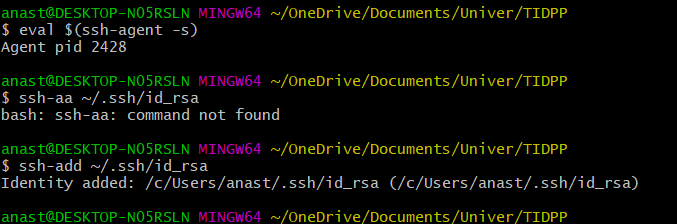 anast@DESKTOP-NO5RSLN MINGW64 ~/OneDrive/Documents/Univer/TIDPP
$ eval $(ssh-agent -s)
Agent pid 2428
anast@DESKTOP-NO5RSLN MINGW64 ~/OneDrive/Documents/Univer/TIDPP
$ ssh-aa ~/.ssh/id_rsa
bash: ssh-aa: command not found
anast@DESKTOP-NO5RSLN MINGW64 ~/OneDrive/Documents/Univer/TIDPP
$ ssh-add ~/.ssh/id_rsa
Identity added: /c/Users/anast/.ssh/id_rsa (/c/Users/anast/.ssh/id_rsa)
anast@DESKTOP-NO5RSLN MINGW64 ~/OneDrive/Documents/Univer/TIDPP